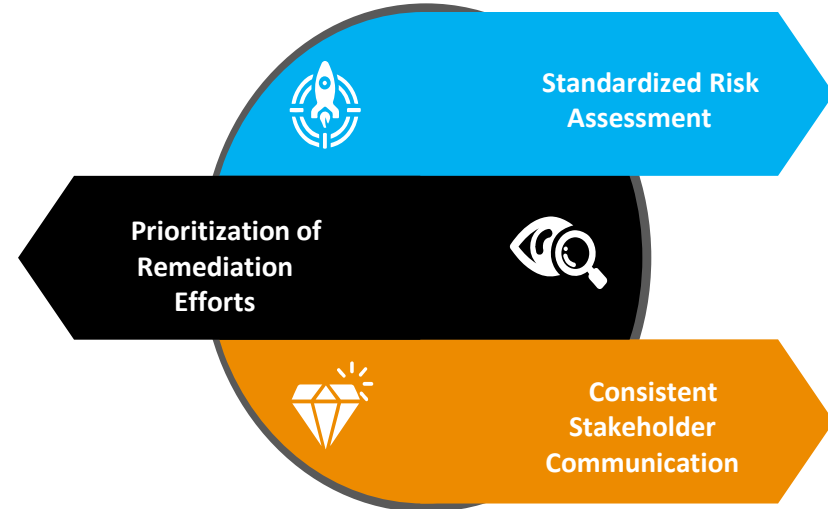 Standardized Risk
Assessment
Prioritization of
Remediation
Efforts
Consistent
Stakeholder
Communication